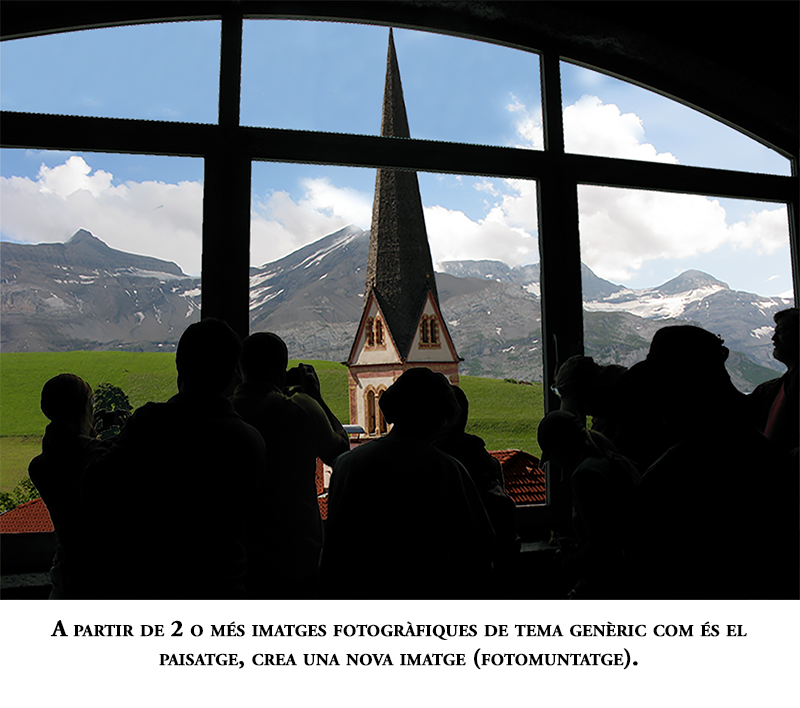 A partir de 2 o més imatges fotogràfiques de tema genèric com és el
paisatge, crea una nova imatge (fotomuntatge).